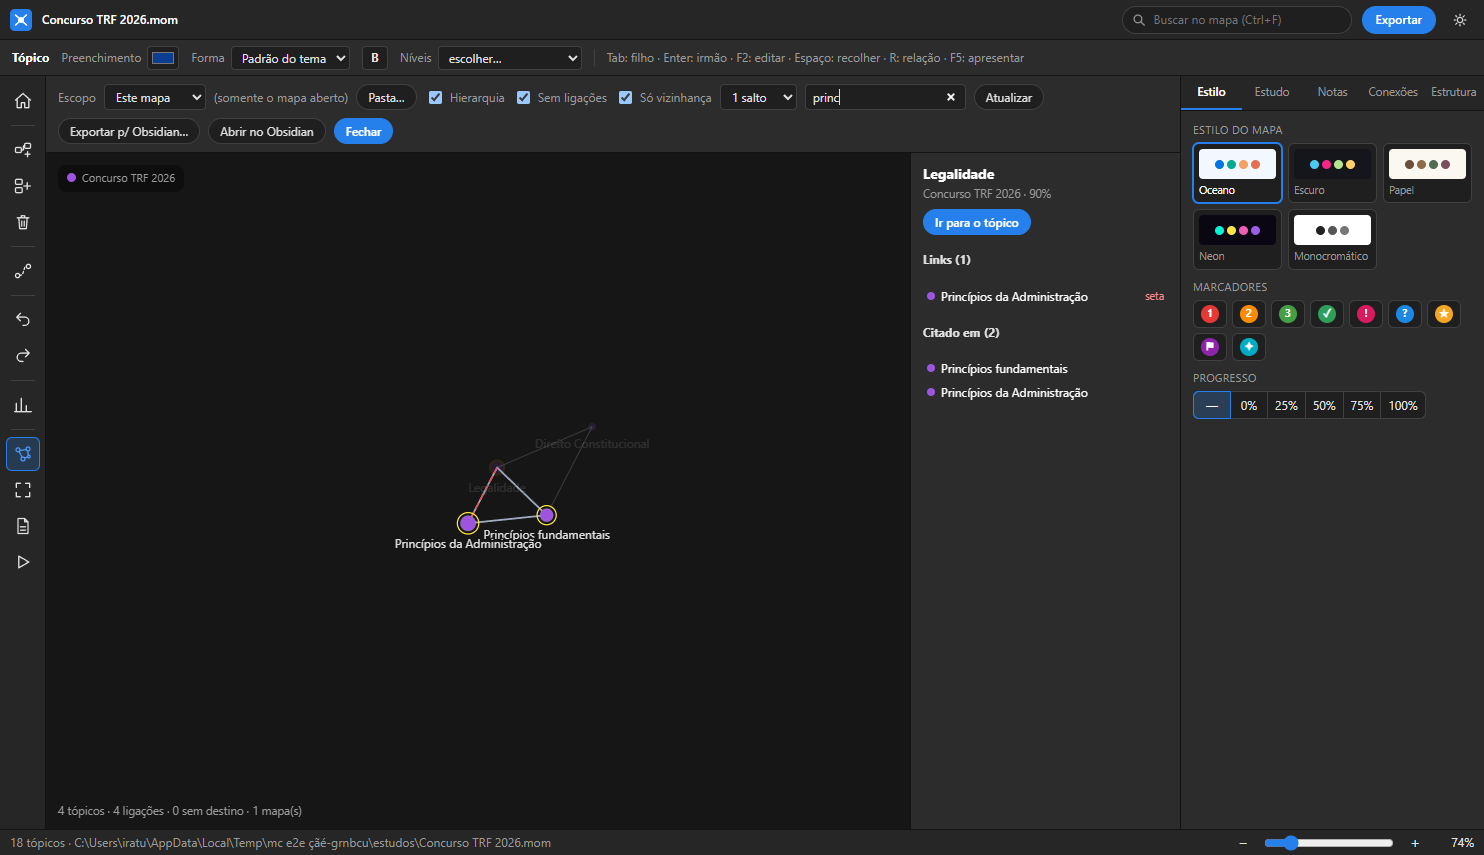 Concurso TRF 2026.mom
Buscar no mapa (Ctrl+F)
Exportar
Tópico
Preenchimento
Forma
Padrão do tema
B
Níveis
escolher...
Tab: filho · Enter: irmão · F2: editar · Espaço: recolher · R: relação · F5: apresentar
Escopo
Este mapa
(somente o mapa aberto)
Pasta...
Hierarquia
Sem ligações
Só vizinhança
1 salto
princ
Atualizar
Exportar p/ Obsidian...
Abrir no Obsidian
Fechar
Concurso TRF 2026
Direito Constitucional
Legalidade
Princípios fundamentais
Princípios da Administração
4 tópicos · 4 ligações · 0 sem destino · 1 mapa(s)
Legalidade
Concurso TRF 2026 · 90%
Ir para o tópico
Links (1)
Princípios da Administração
seta
Citado em (2)
Princípios fundamentais
Princípios da Administração
Estilo
Estudo
Notas
Conexões
Estrutura
ESTILO DO MAPA
Oceano
Escuro
Papel
Neon
Monocromático
MARCADORES
1
2
3
!
?
PROGRESSO
—
0%
25%
50%
75%
100%
18 tópicos · C:\Users\iratu\AppData\Local\Temp\mc e2e çãé-grnbcu\estudos\Concurso TRF 2026.mom
−
+
74%